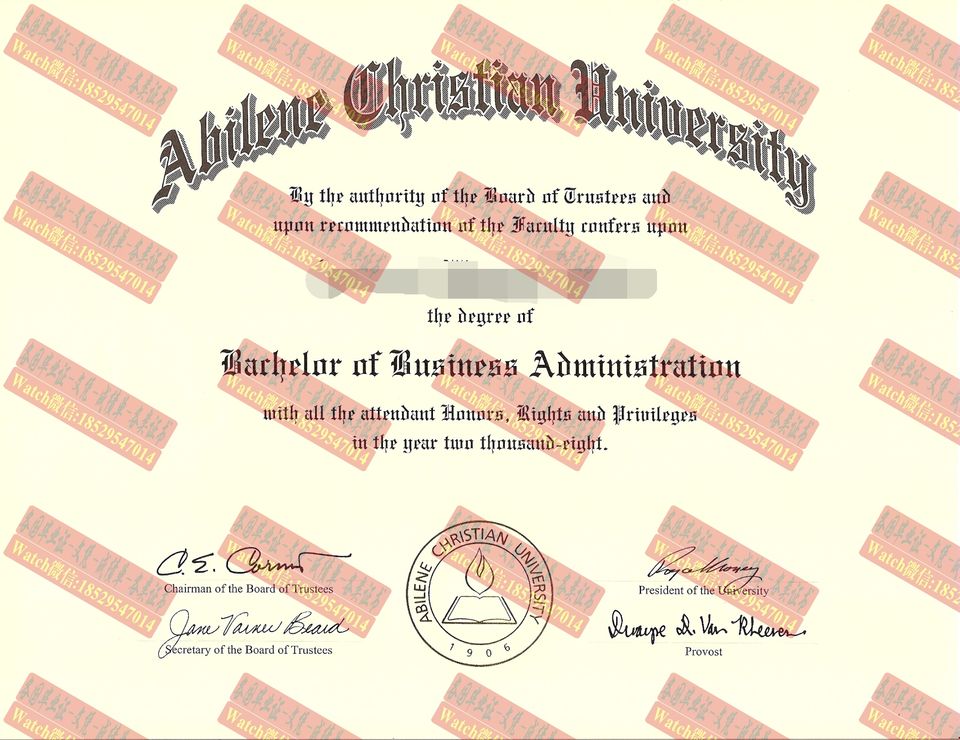 Abilene Christian University
By the authority of the Board of Trustees and
upon recommendation of the Faculty confers upon
the degree of
Bachelor of Business Administration
with all the attendant Honors, Rights and Privileges
in the year two thousand-eight.
C. E.
Chairman of the Board of Trustees
Jane Varner Beard
Secretary of the Board of Trustees
ABILENE CHRISTIAN UNIVERSITY
1906
President of the University
Provost
Watch微信:18529547014